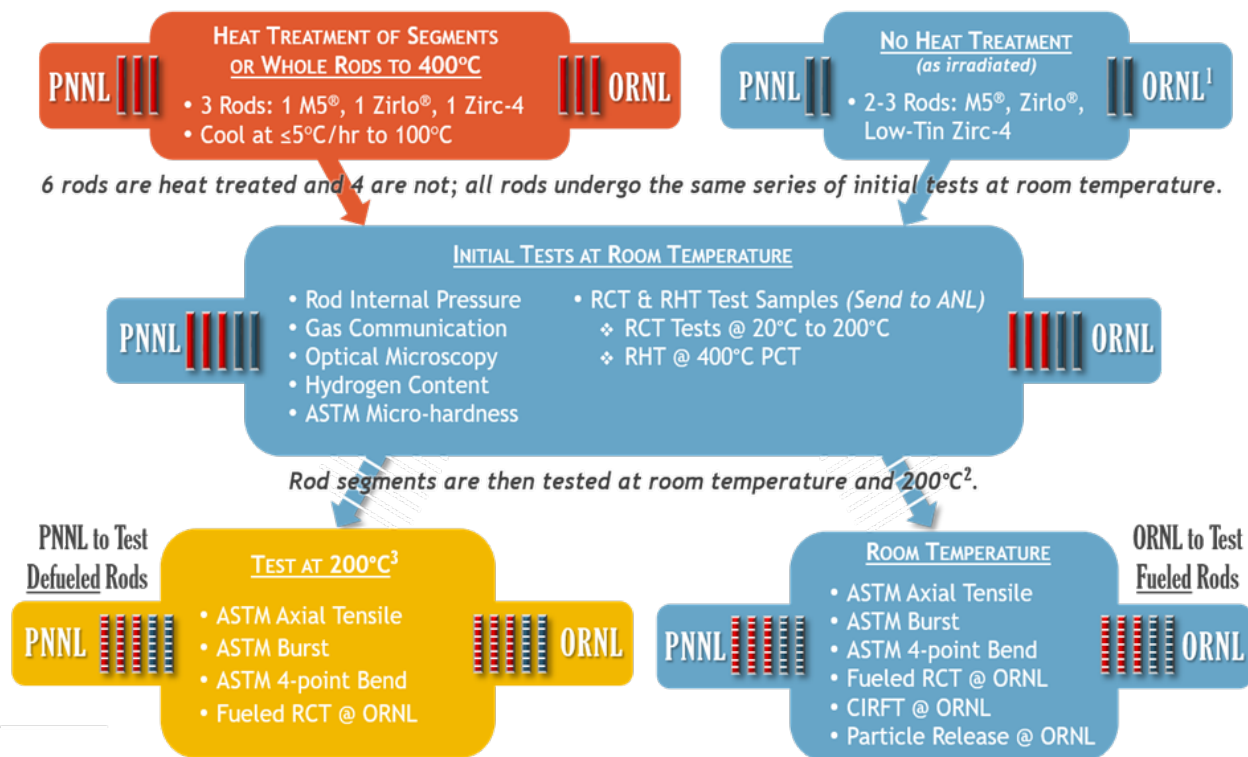 HEAT TREATMENT OF SEGMENTS
OR WHOLE RODS TO 400°C
PNNL
ORNL
• 3 Rods: 1 M5®, 1 Zirlo®, 1 Zirc-4
• Cool at ≤5°C/hr to 100°C
NO HEAT TREATMENT
(as irradiated)
PNNL
ORNL¹
• 2-3 Rods: M5®, Zirlo®,
Low-Tin Zirc-4
6 rods are heat treated and 4 are not; all rods undergo the same series of initial tests at room temperature.
INITIAL TESTS AT ROOM TEMPERATURE
PNNL
ORNL
• Rod Internal Pressure
• Gas Communication
• Optical Microscopy
• Hydrogen Content
• ASTM Micro-hardness
• RCT & RHT Test Samples (Send to ANL)
❖ RCT Tests @ 20°C to 200°C
❖ RHT @ 400°C PCT
Rod segments are then tested at room temperature and 200°C².
PNNL to Test
Defueled Rods
TEST AT 200°C³
PNNL
ORNL
• ASTM Axial Tensile
• ASTM Burst
• ASTM 4-point Bend
• Fueled RCT @ ORNL
ROOM TEMPERATURE
ORNL to Test
Fueled Rods
PNNL
ORNL
• ASTM Axial Tensile
• ASTM Burst
• ASTM 4-point Bend
• Fueled RCT @ ORNL
• CIRFT @ ORNL
• Particle Release @ ORNL